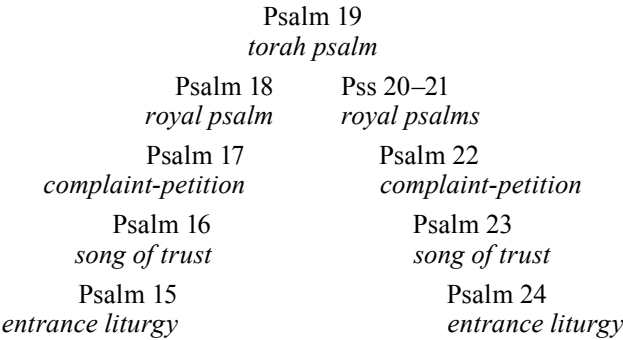 Psalm 19
torah psalm
Psalm 18 Pss 20–21
royal psalm royal psalms
Psalm 17 Psalm 22
complaint-petition complaint-petition
Psalm 16 Psalm 23
song of trust song of trust
Psalm 15 Psalm 24
entrance liturgy entrance liturgy